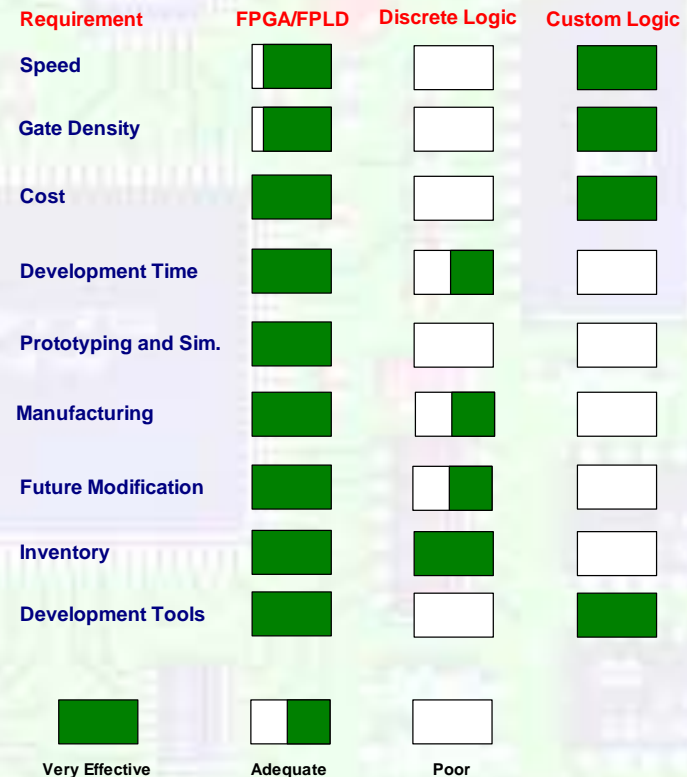 Requirement FPGA/FPLD Discrete Logic Custom Logic
Speed
Gate Density
Cost
Development Time
Prototyping and Sim.
Manufacturing
Future Modification
Inventory
Development Tools
Very Effective Adequate Poor